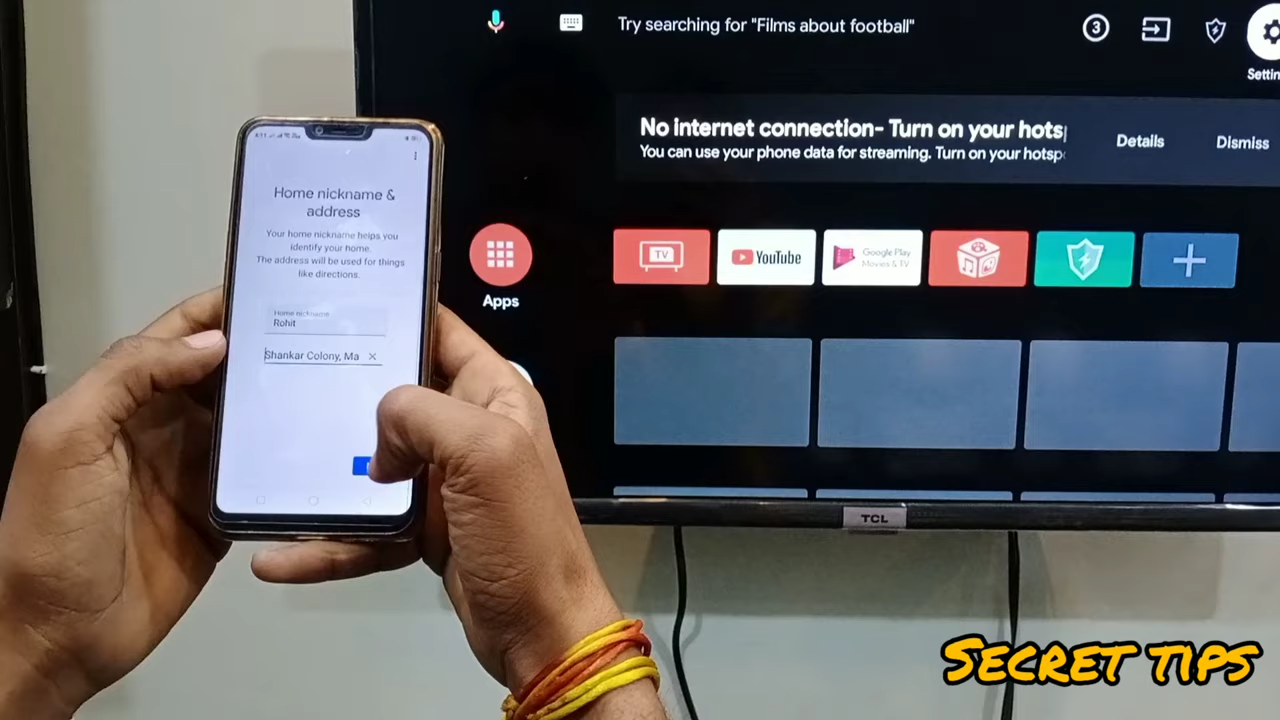 Try searching for "Films about football"
3
Settin
No internet connection- Turn on your hots
You can use your phone data for streaming. Turn on your hotsp
Details
Dismiss
TV
YouTube
Google Play
Movies & TV
Apps
TCL
Home nickname &
address
Your home nickname helps you
identify your home.
The address will be used for things
like directions.
Home nickname
Rohit
Shankar Colony, Ma
SECRET TIPS